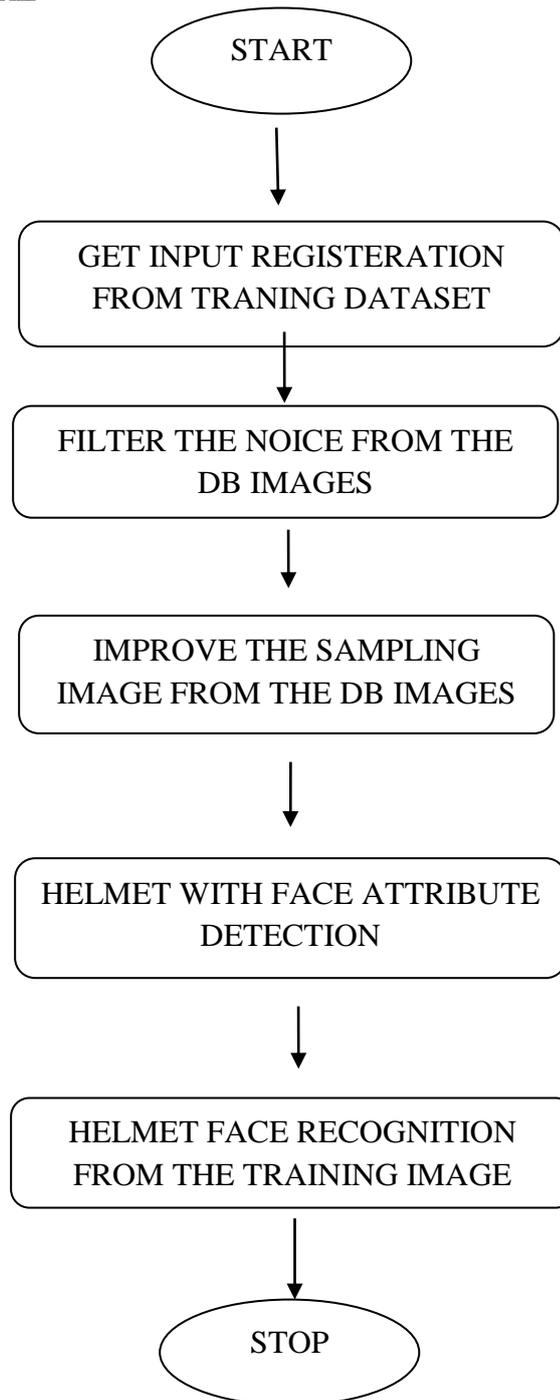 START
GET INPUT REGISTERATION
FROM TRANING DATASET
FILTER THE NOICE FROM THE
DB IMAGES
IMPROVE THE SAMPLING
IMAGE FROM THE DB IMAGES
HELMET WITH FACE ATTRIBUTE
DETECTION
HELMET FACE RECOGNITION
FROM THE TRAINING IMAGE
STOP